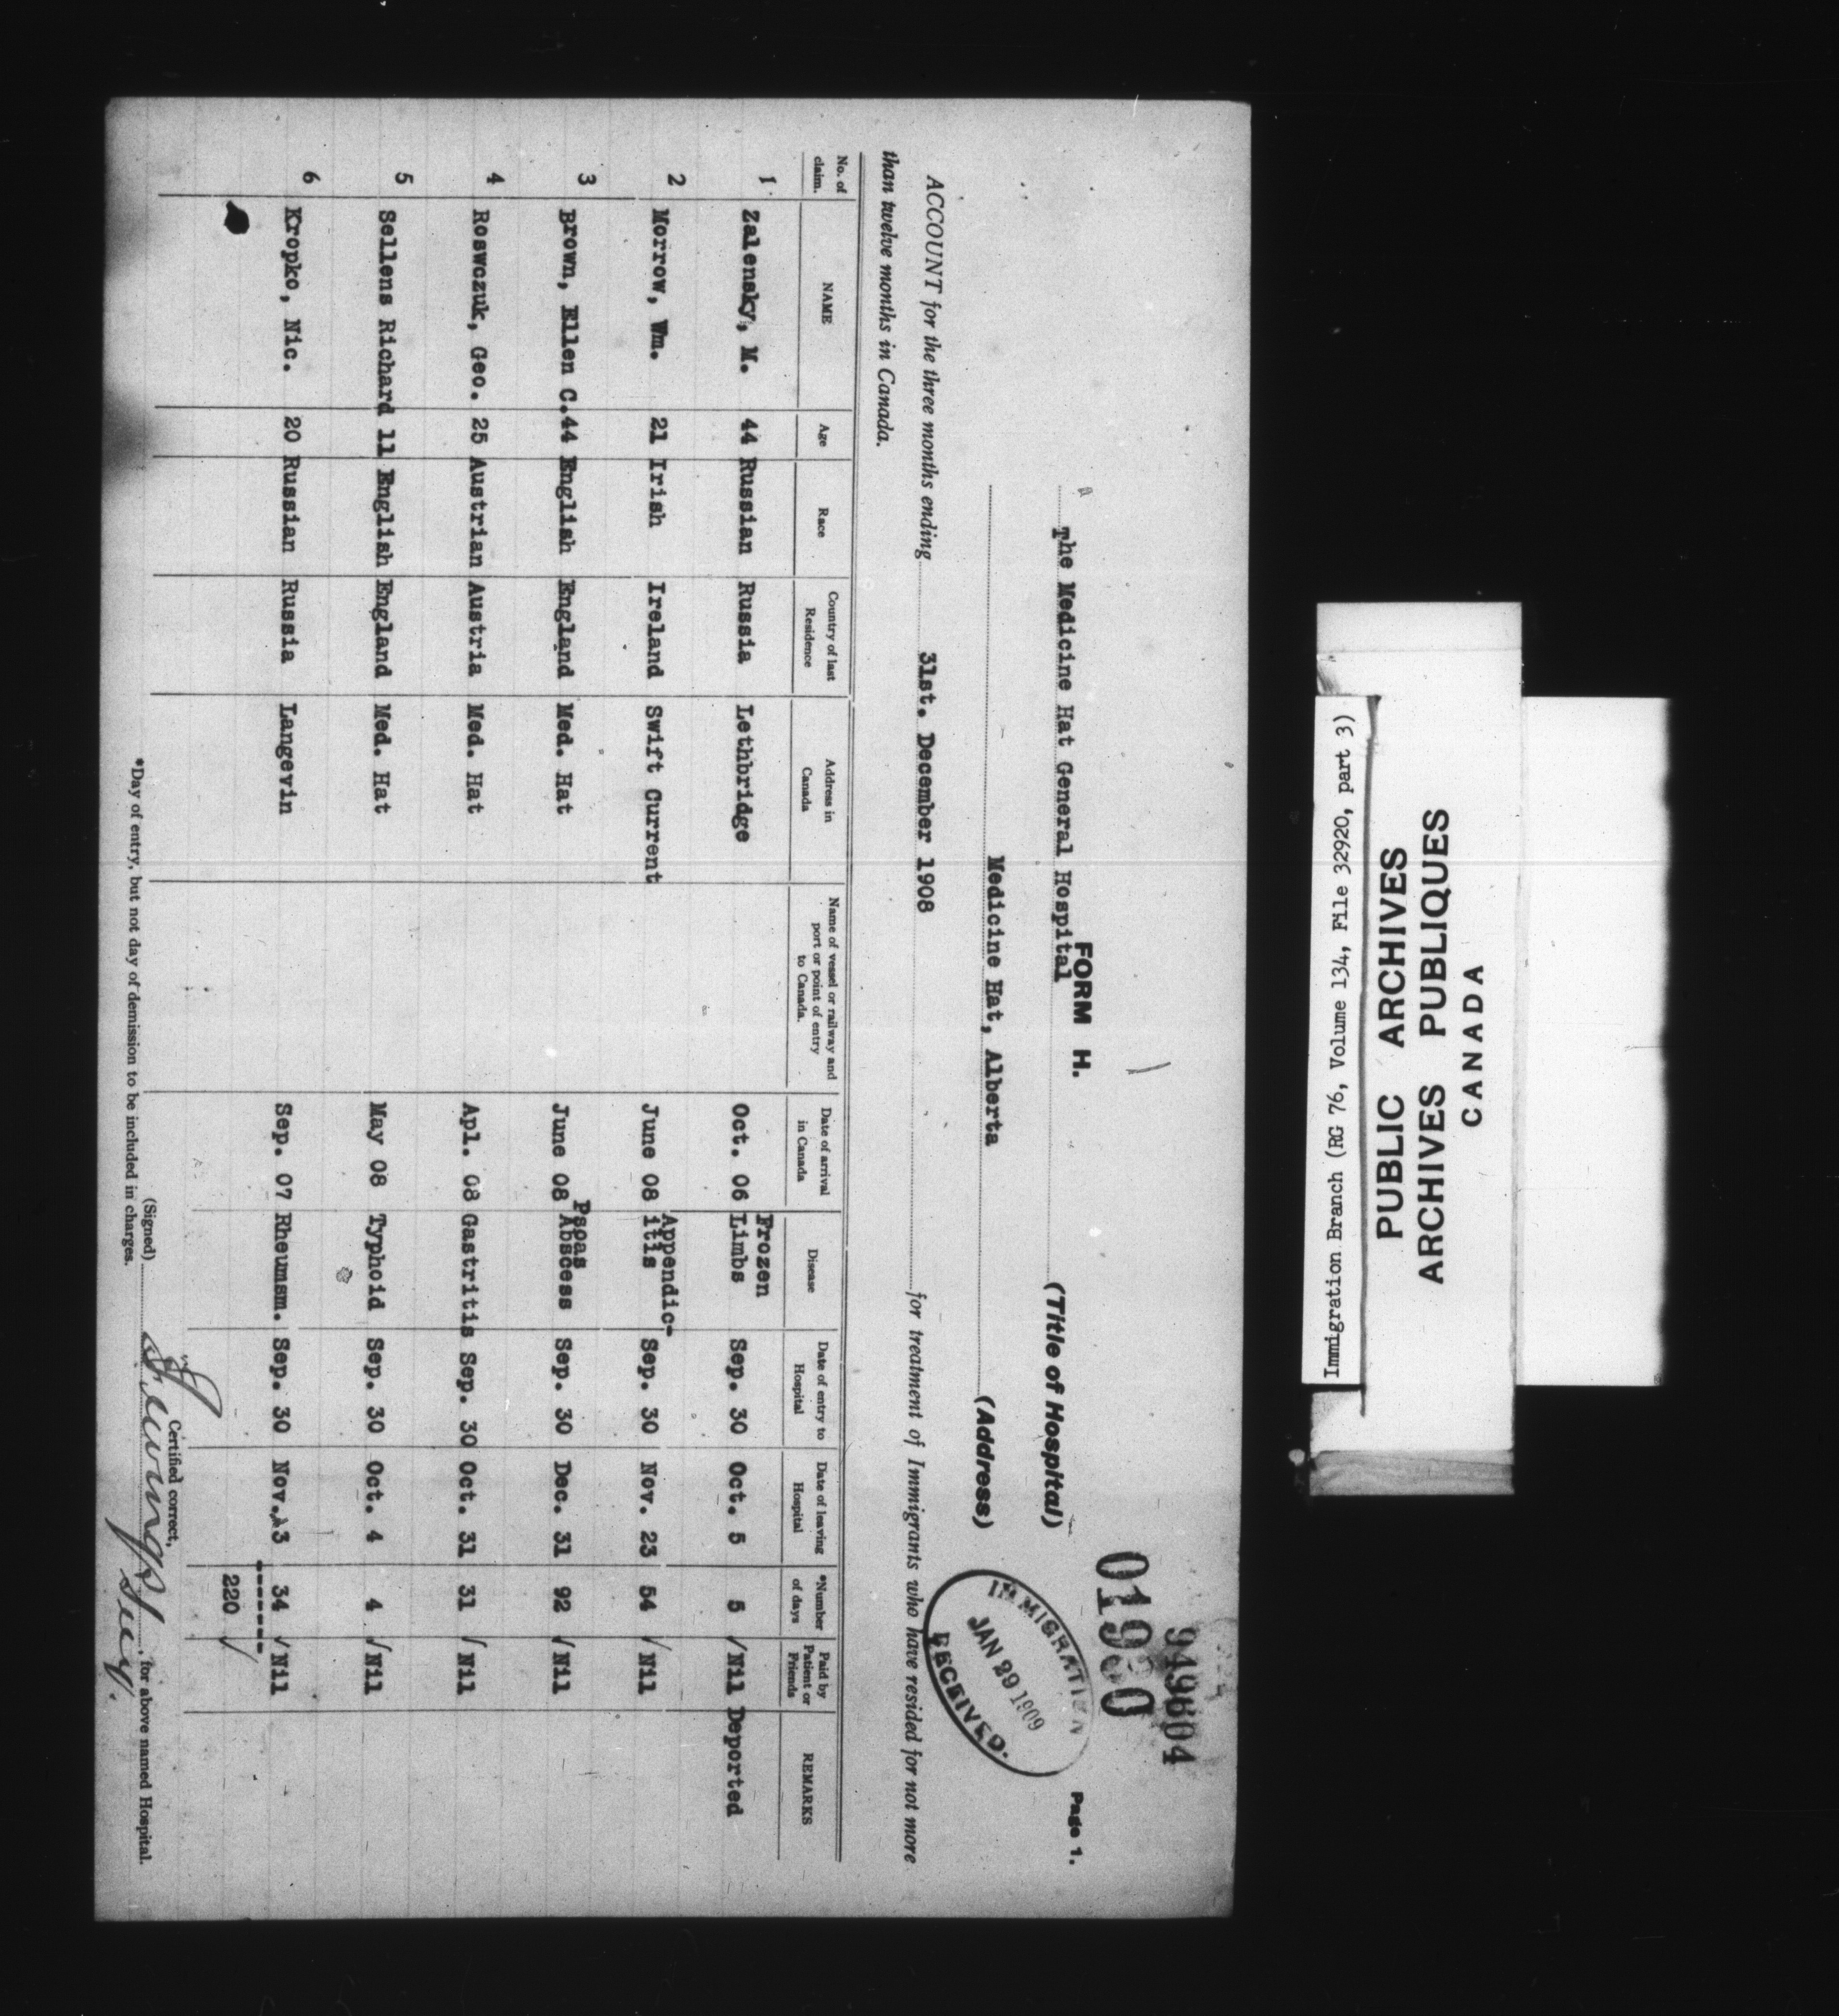 949804
Page 1.
FORM H.
The Medicine Hat General Hospital (Title of Hospital)
IMMIGRATION
JAN 29 1909
RECEIVED.
Medicine Hat, Alberta (Address)
ACCOUNT for the three months ending 31st. December 1908 for treatment of Immigrants who have resided for not more
than twelve months in Canada.
No. of claim. NAME Age Race Country of last Residence Address in Canada Name of vessel or railway and port or point of entry to Canada. Date of arrival in Canada Disease Date of entry to Hospital Date of leaving Hospital *Number of days Paid by Patient or Friends REMARKS
1 Zalensky, M. 44 Russian Russia Lethbridge Oct. 06 Frozen Limbs Sep. 30 Oct. 5 5 √ Nil Deported
2 Morrow, Wm. 21 Irish Ireland Swift Current June 08 Appendic-itis Sep. 30 Nov. 23 54 √ Nil
3 Brown, Ellen C. 44 English England Med. Hat June 08 Psoas Abscess Sep. 30 Dec. 31 92 √ Nil
4 Roswczuk, Geo. 25 Austrian Austria Med. Hat Apl. 08 Gastritis Sep. 30 Oct. 31 31 √ Nil
5 Sellens Richard 11 English England Med. Hat May 08 Typhoid Sep. 30 Oct. 4 4 √ Nil
6 Kropko, Nic. 20 Russian Russia Langevin Sep. 07 Rheumsm. Sep. 30 Nov. 3 34 √ Nil
------
220 √
Certified correct,
(Signed) Secy. , for above named Hospital.
*Day of entry, but not day of demission to be included in charges.
Immigration Branch (RG 76, Volume 134, File 32920, part 3)
PUBLIC ARCHIVES
ARCHIVES PUBLIQUES
CANADA